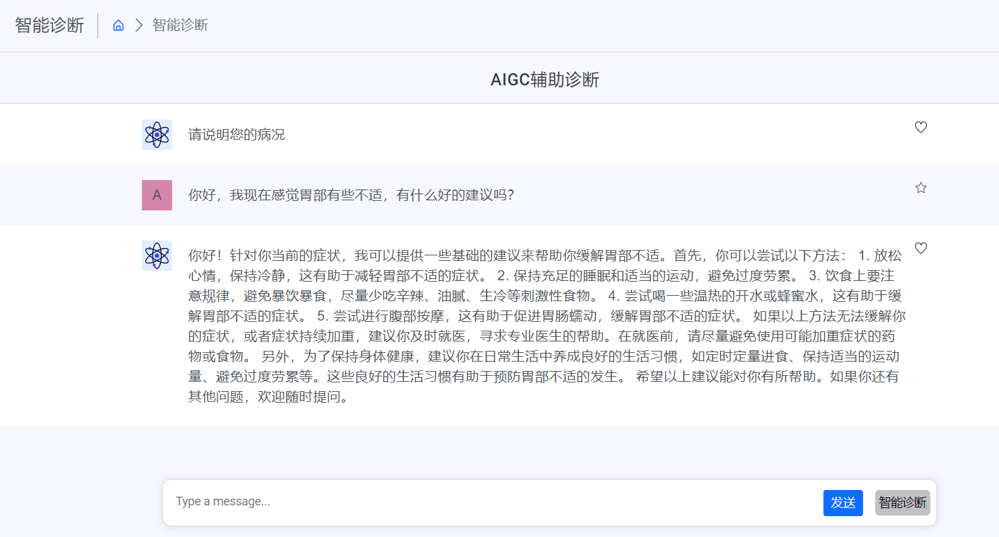 智能诊断
智能诊断
AIGC辅助诊断
请说明您的病况
A
你好，我现在感觉胃部有些不适，有什么好的建议吗？
你好！针对你当前的症状，我可以提供一些基础的建议来帮助你缓解胃部不适。首先，你可以尝试以下方法： 1. 放松
心情，保持冷静，这有助于减轻胃部不适的症状。 2. 保持充足的睡眠和适当的运动，避免过度劳累。 3. 饮食上要注
意规律，避免暴饮暴食，尽量少吃辛辣、油腻、生冷等刺激性食物。 4. 尝试喝一些温热的开水或蜂蜜水，这有助于缓
解胃部不适的症状。 5. 尝试进行腹部按摩，这有助于促进胃肠蠕动，缓解胃部不适的症状。 如果以上方法无法缓解你
的症状，或者症状持续加重，建议你及时就医，寻求专业医生的帮助。在就医前，请尽量避免使用可能加重症状的药
物或食物。 另外，为了保持身体健康，建议你在日常生活中养成良好的生活习惯，如定时定量进食、保持适当的运动
量、避免过度劳累等。这些良好的生活习惯有助于预防胃部不适的发生。 希望以上建议能对你有所帮助。如果你还有
其他问题，欢迎随时提问。
Type a message...
发送
智能诊断